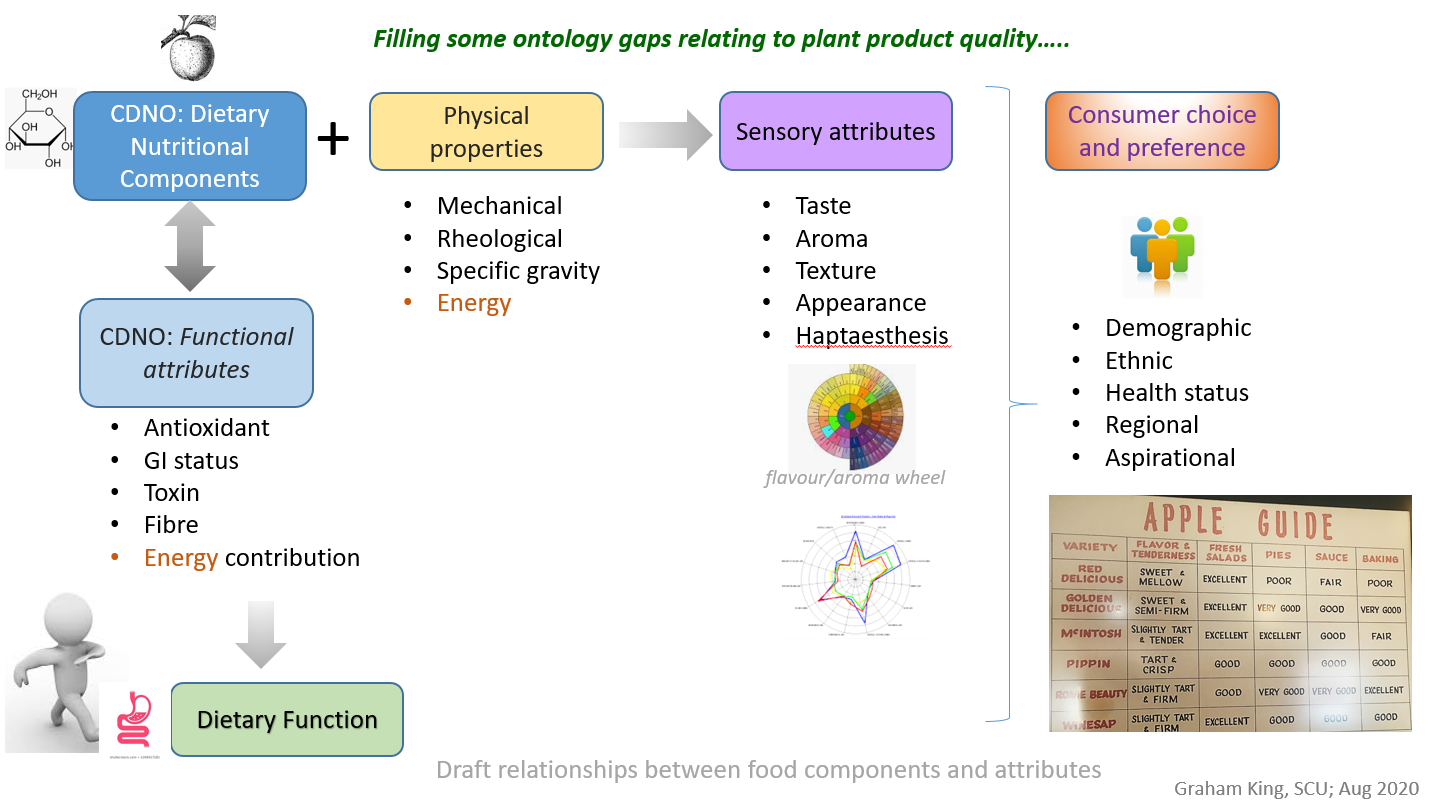 Filling some ontology gaps relating to plant product quality…..
CH₂OH
O
OH
OH
OH
OH
CDNO: Dietary
Nutritional
Components
+
Physical
properties
Sensory attributes
Consumer choice
and preference
• Mechanical
• Rheological
• Specific gravity
• Energy
• Taste
• Aroma
• Texture
• Appearance
• Haptaesthesis
flavour/aroma wheel
CDNO: Functional
attributes
• Antioxidant
• GI status
• Toxin
• Fibre
• Energy contribution
Dietary Function
• Demographic
• Ethnic
• Health status
• Regional
• Aspirational
APPLE GUIDE
VARIETY FLAVOR & TENDERNESS FRESH SALADS PIES SAUCE BAKING
RED DELICIOUS SWEET & MELLOW EXCELLENT POOR FAIR POOR
GOLDEN DELICIOUS SWEET & SEMI-FIRM EXCELLENT VERY GOOD GOOD VERY GOOD
McINTOSH SLIGHTLY TART & TENDER EXCELLENT EXCELLENT GOOD FAIR
PIPPIN TART & CRISP GOOD GOOD GOOD GOOD
ROME BEAUTY SLIGHTLY TART & FIRM GOOD VERY GOOD VERY GOOD EXCELLENT
WINESAP SLIGHTLY TART & FIRM EXCELLENT GOOD GOOD GOOD
Draft relationships between food components and attributes
Graham King, SCU; Aug 2020